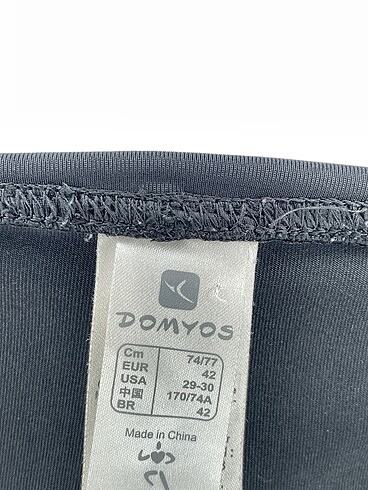 DOMYOS
Cm 74/77
EUR 42
USA 29-30
中国 170/74A
BR 42
Made in China